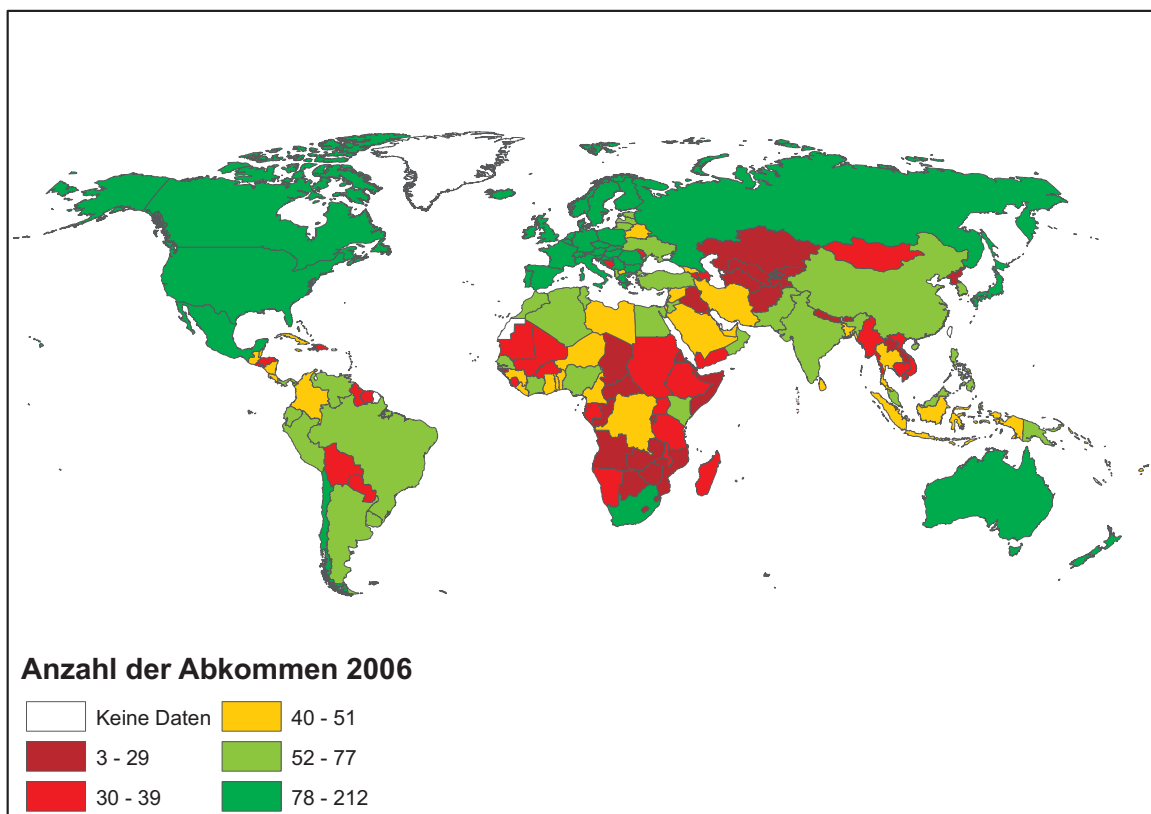 Anzahl der Abkommen 2006
Keine Daten
3 - 29
30 - 39
40 - 51
52 - 77
78 - 212